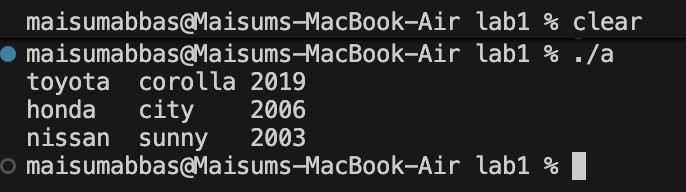 maisumabbas@Maisums-MacBook-Air lab1 % clear
maisumabbas@Maisums-MacBook-Air lab1 % ./a
toyota  corolla 2019
honda   city    2006
nissan  sunny   2003
maisumabbas@Maisums-MacBook-Air lab1 %